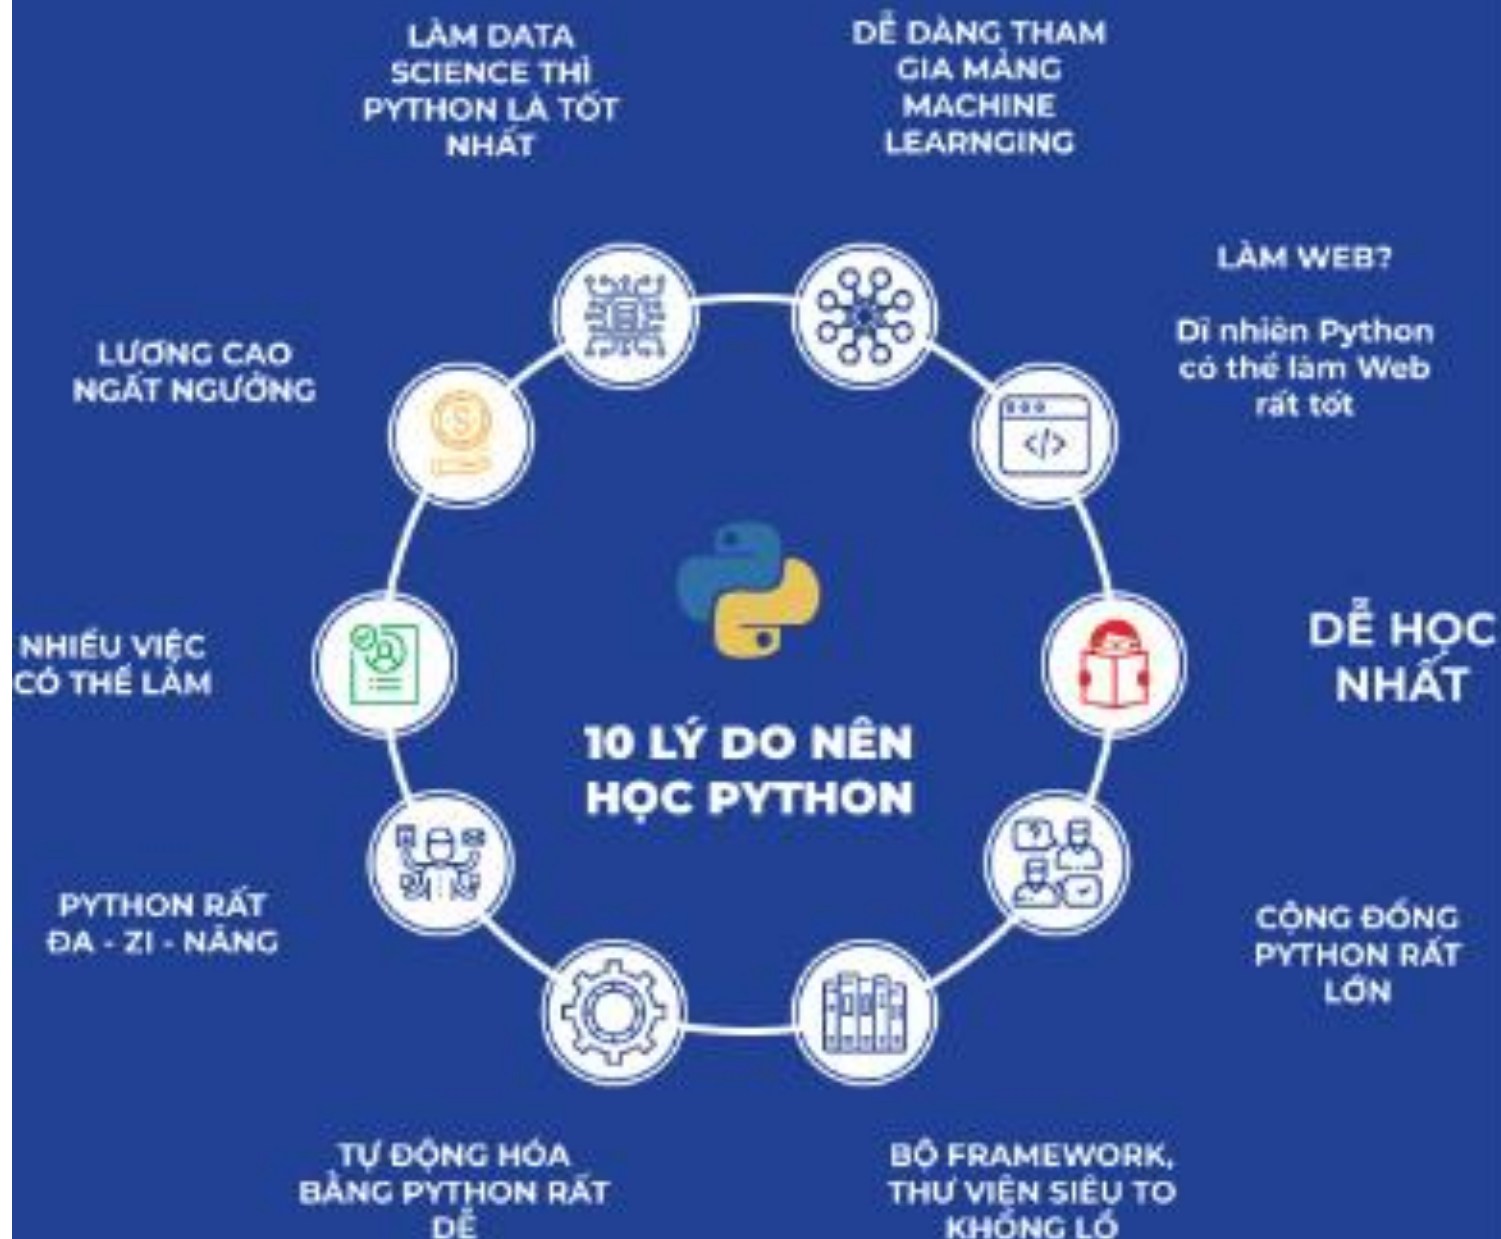 LÀM DATA
SCIENCE THÌ
PYTHON LÀ TỐT
NHẤT
DỄ DÀNG THAM
GIA MẢNG
MACHINE
LEARNGING
LÀM WEB?
Dĩ nhiên Python
có thể làm Web
rất tốt
LƯƠNG CAO
NGẤT NGƯỞNG
NHIỀU VIỆC
CÓ THỂ LÀM
DỄ HỌC
NHẤT
10 LÝ DO NÊN
HỌC PYTHON
PYTHON RẤT
ĐA - ZI - NĂNG
CỘNG ĐỒNG
PYTHON RẤT
LỚN
TỰ ĐỘNG HÓA
BẰNG PYTHON RẤT
DỄ
BỘ FRAMEWORK,
THƯ VIỆN SIÊU TO
KHỔNG LỒ